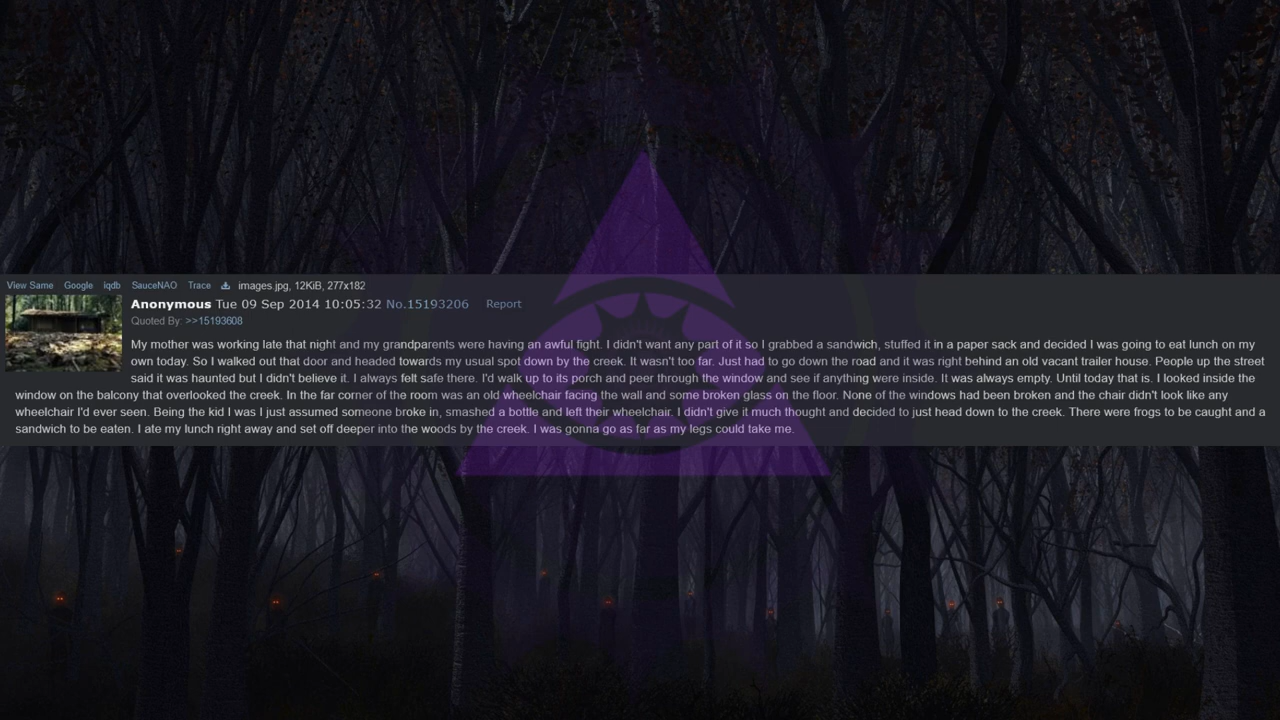 View Same Google iqdb SauceNAO Trace images.jpg, 12KiB, 277x182
Anonymous Tue 09 Sep 2014 10:05:32 No.15193206 Report
Quoted By: >>15193608
My mother was working late that night and my grandparents were having an awful fight. I didn't want any part of it so I grabbed a sandwich, stuffed it in a paper sack and decided I was going to eat lunch on my
own today. So I walked out that door and headed towards my usual spot down by the creek. It wasn't too far. Just had to go down the road and it was right behind an old vacant trailer house. People up the street
said it was haunted but I didn't believe it. I always felt safe there. I'd walk up to its porch and peer through the window and see if anything were inside. It was always empty. Until today that is. I looked inside the
window on the balcony that overlooked the creek. In the far corner of the room was an old wheelchair facing the wall and some broken glass on the floor. None of the windows had been broken and the chair didn't look like any
wheelchair I'd ever seen. Being the kid I was I just assumed someone broke in, smashed a bottle and left their wheelchair. I didn't give it much thought and decided to just head down to the creek. There were frogs to be caught and a
sandwich to be eaten. I ate my lunch right away and set off deeper into the woods by the creek. I was gonna go as far as my legs could take me.